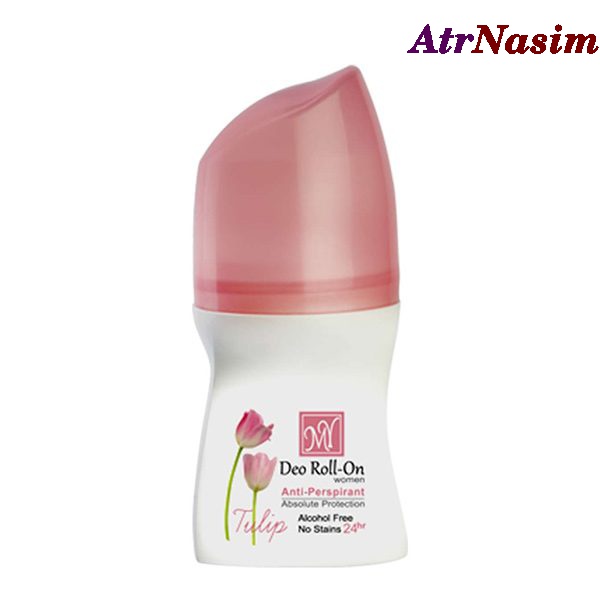 AtrNasim
MY
Deo Roll-On
women
Anti-Perspirant
Absolute Protection
Tulip
Alcohol Free
No Stains 24hr